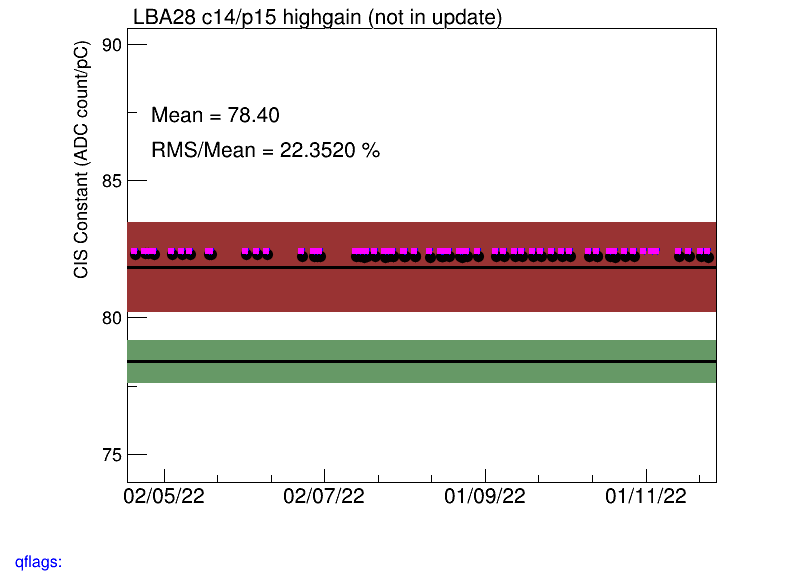 LBA28 c14/p15 highgain (not in update)
CIS Constant (ADC count/pC)
90
Mean = 78.40
RMS/Mean = 22.3520 %
85
80
75
02/05/22 02/07/22 01/09/22 01/11/22
qflags: